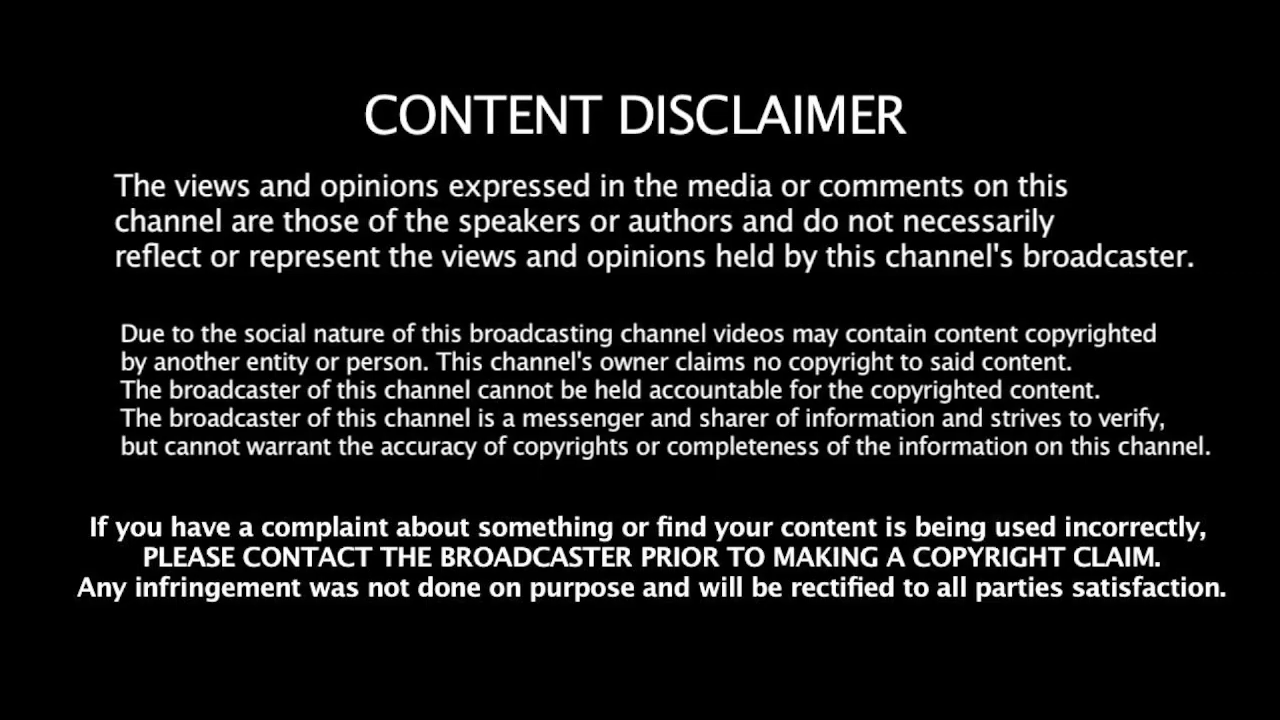 CONTENT DISCLAIMER
The views and opinions expressed in the media or comments on this
channel are those of the speakers or authors and do not necessarily
reflect or represent the views and opinions held by this channel's broadcaster.
Due to the social nature of this broadcasting channel videos may contain content copyrighted
by another entity or person. This channel's owner claims no copyright to said content.
The broadcaster of this channel cannot be held accountable for the copyrighted content.
The broadcaster of this channel is a messenger and sharer of information and strives to verify,
but cannot warrant the accuracy of copyrights or completeness of the information on this channel.
If you have a complaint about something or find your content is being used incorrectly,
PLEASE CONTACT THE BROADCASTER PRIOR TO MAKING A COPYRIGHT CLAIM.
Any infringement was not done on purpose and will be rectified to all parties satisfaction.